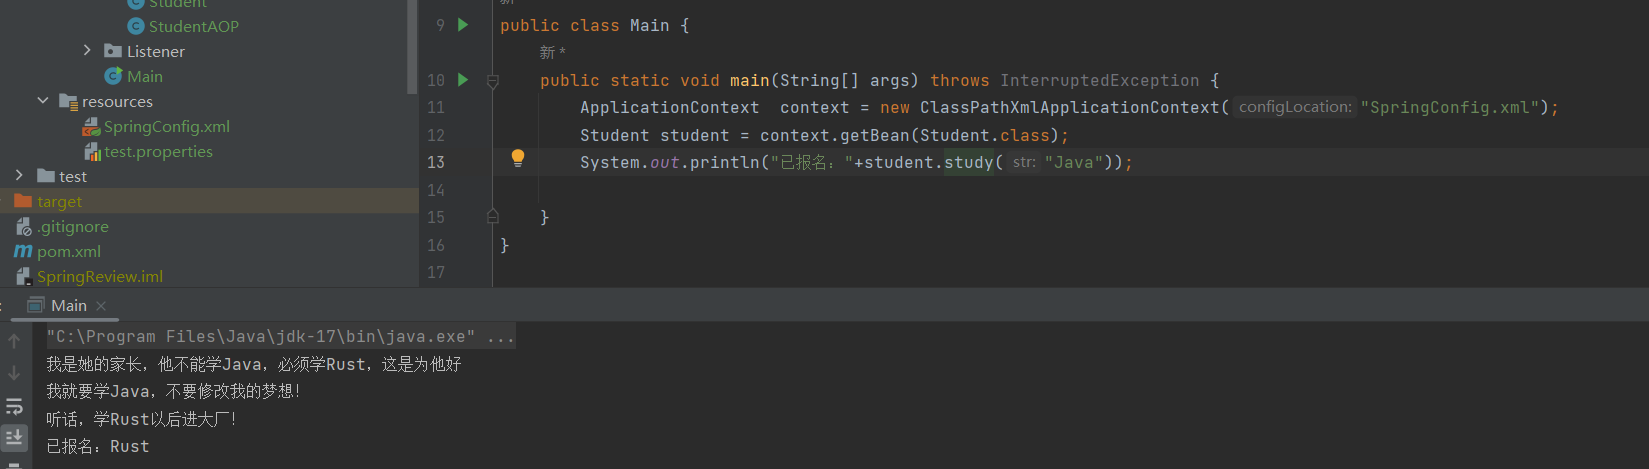 Student
StudentAOP
Listener
Main
resources
SpringConfig.xml
test.properties
test
target
.gitignore
pom.xml
SpringReview.iml
9 public class Main {
新 *
10 public static void main(String[] args) throws InterruptedException {
11 ApplicationContext  context = new ClassPathXmlApplicationContext( configLocation: "SpringConfig.xml");
12 Student student = context.getBean(Student.class);
13 System.out.println("已报名："+student.study( str: "Java"));
14
15 }
16 }
17
Main
"C:\Program Files\Java\jdk-17\bin\java.exe" ...
我是她的家长，他不能学Java，必须学Rust，这是为他好
我就要学Java，不要修改我的梦想！
听话，学Rust以后进大厂！
已报名：Rust